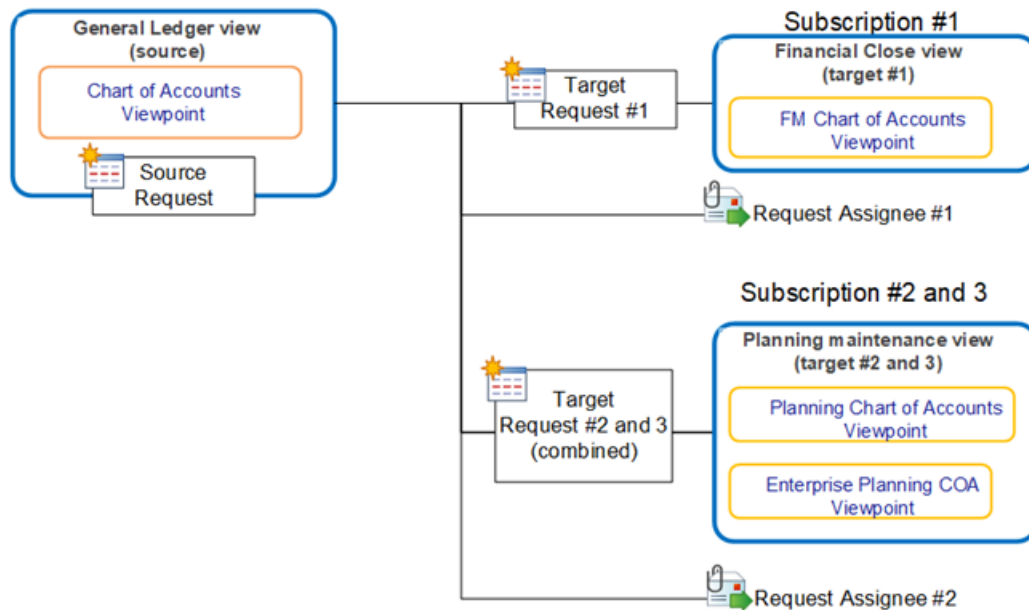 General Ledger view
(source)
Chart of Accounts
Viewpoint
Source
Request
Target
Request #1
Subscription #1
Financial Close view
(target #1)
FM Chart of Accounts
Viewpoint
Request Assignee #1
Subscription #2 and 3
Target
Request #2 and 3
(combined)
Planning maintenance view
(target #2 and 3)
Planning Chart of Accounts
Viewpoint
Enterprise Planning COA
Viewpoint
Request Assignee #2